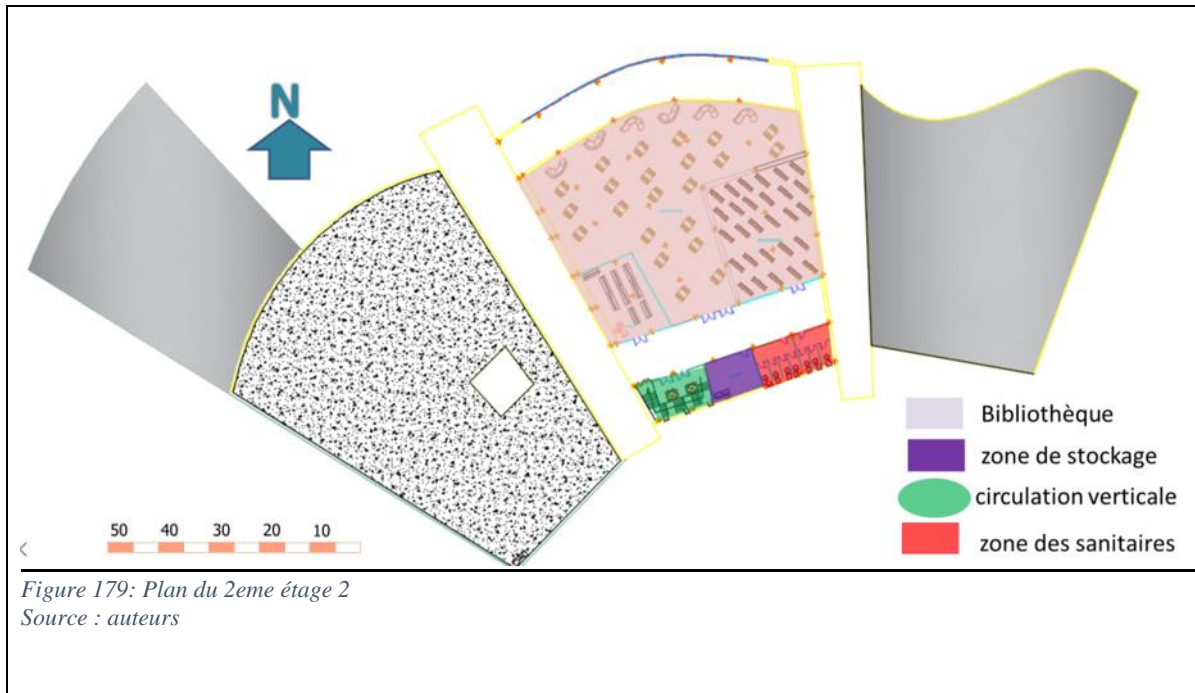 N
Bibliothèque
zone de stockage
circulation verticale
zone des sanitaires
50 40 30 20 10
Figure 179: Plan du 2eme étage 2
Source : auteurs